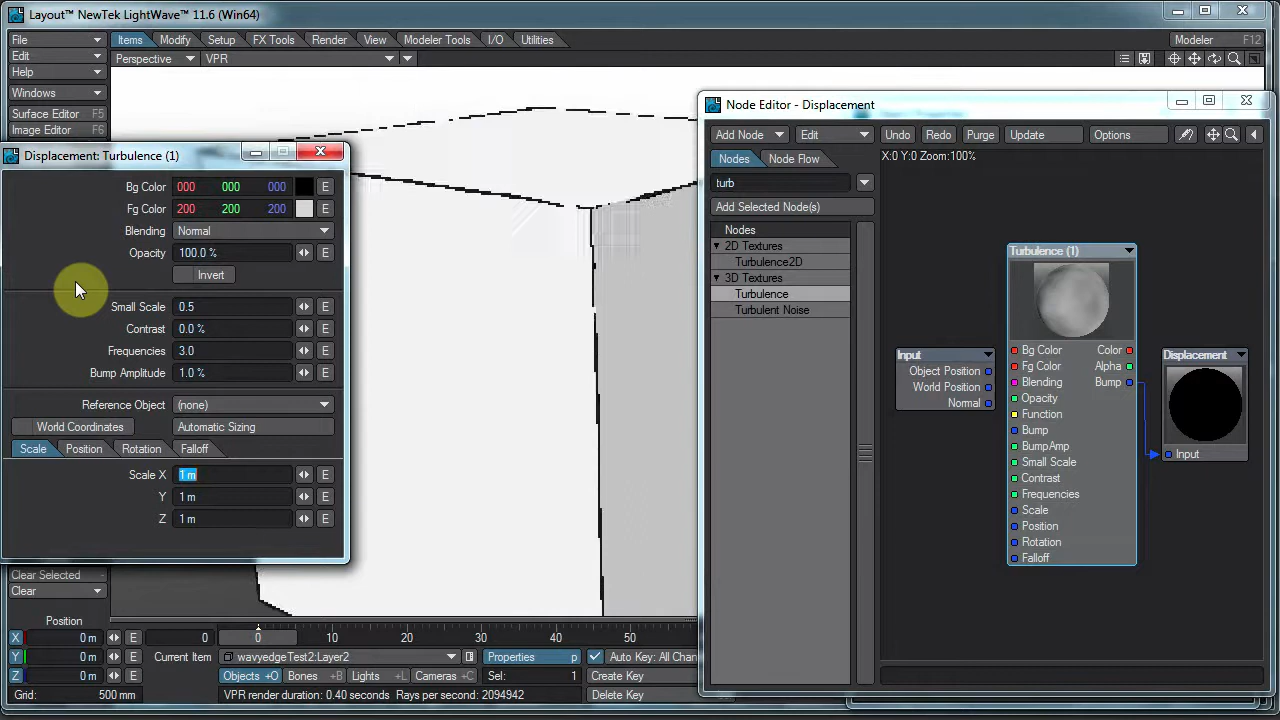 Layout™ NewTek LightWave™ 11.6 (Win64)
File
Items Modify Setup FX Tools Render View Modeler Tools I/O Utilities
Modeler F12
Edit
Perspective VPR
Help
Windows
Surface Editor F5
Image Editor F6
Displacement: Turbulence (1)
Bg Color 000 000 000 E
Fg Color 200 200 200 E
Blending Normal
Opacity 100.0 % E
Invert
Small Scale 0.5 E
Contrast 0.0 % E
Frequencies 3.0 E
Bump Amplitude 1.0 % E
Reference Object (none)
World Coordinates Automatic Sizing
Scale Position Rotation Falloff
Scale X 1 m E
Y 1 m E
Z 1 m E
Node Editor - Displacement
Add Node Edit Undo Redo Purge Update Options
Nodes Node Flow
X:0 Y:0 Zoom:100%
turb
Add Selected Node(s)
Nodes
2D Textures
Turbulence2D
3D Textures
Turbulence
Turbulent Noise
Input
Object Position
World Position
Normal
Turbulence (1)
Bg Color Color
Fg Color Alpha
Blending Bump
Opacity
Function
Bump
BumpAmp
Small Scale
Contrast
Frequencies
Scale
Position
Rotation
Falloff
Displacement
Input
Clear Selected -
Clear
Position
X 0 m E
Y 0 m E
Z 0 m E
Grid: 500 mm
0 0 10 20 30 40 50
Current Item wavyedgeTest2:Layer2 Properties p Auto Key: All Chan
Objects +O Bones +B Lights +L Cameras +C Sel: 1 Create Key
VPR render duration: 0.40 seconds Rays per second: 2094942 Delete Key